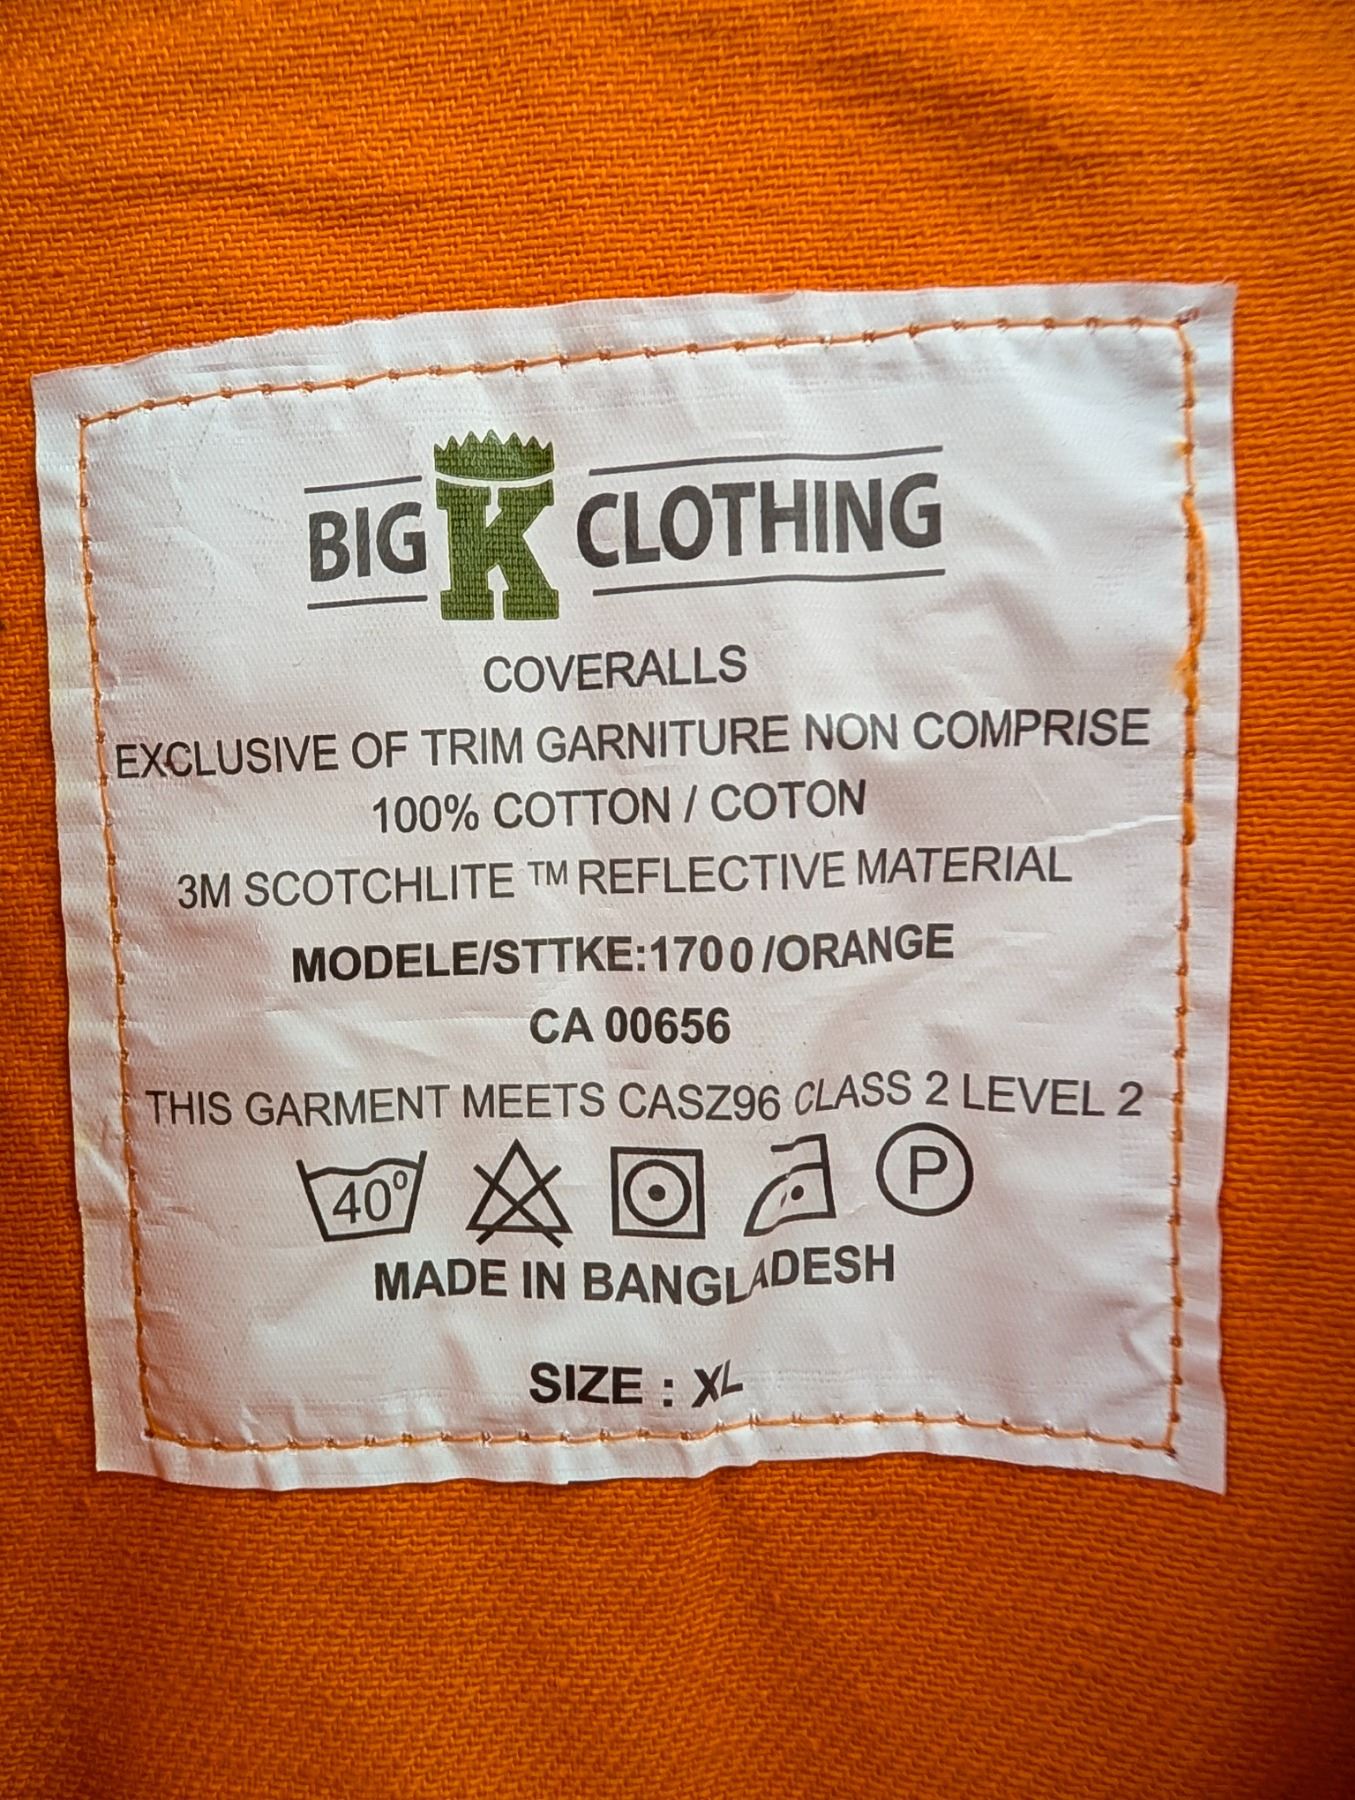 BIG K CLOTHING
COVERALLS
EXCLUSIVE OF TRIM GARNITURE NON COMPRISE
100% COTTON / COTON
3M SCOTCHLITE ™ REFLECTIVE MATERIAL
MODELE/STTKE:1700/ORANGE
CA 00656
THIS GARMENT MEETS CASZ96 CLASS 2 LEVEL 2
40° P
MADE IN BANGLADESH
SIZE : XL